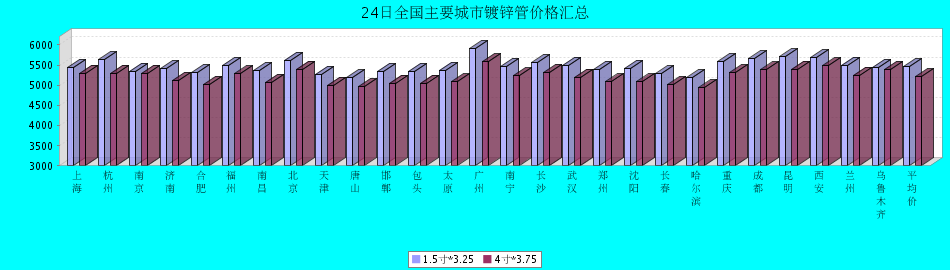 24日全国主要城市镀锌管价格汇总
6000
5500
5000
4500
4000
3500
3000
上海
杭州
南京
济南
合肥
福州
南昌
北京
天津
唐山
邯郸
包头
太原
广州
南宁
长沙
武汉
郑州
沈阳
长春
哈尔滨
重庆
成都
昆明
西安
兰州
乌鲁木齐
平均价
1.5寸*3.25
4寸*3.75